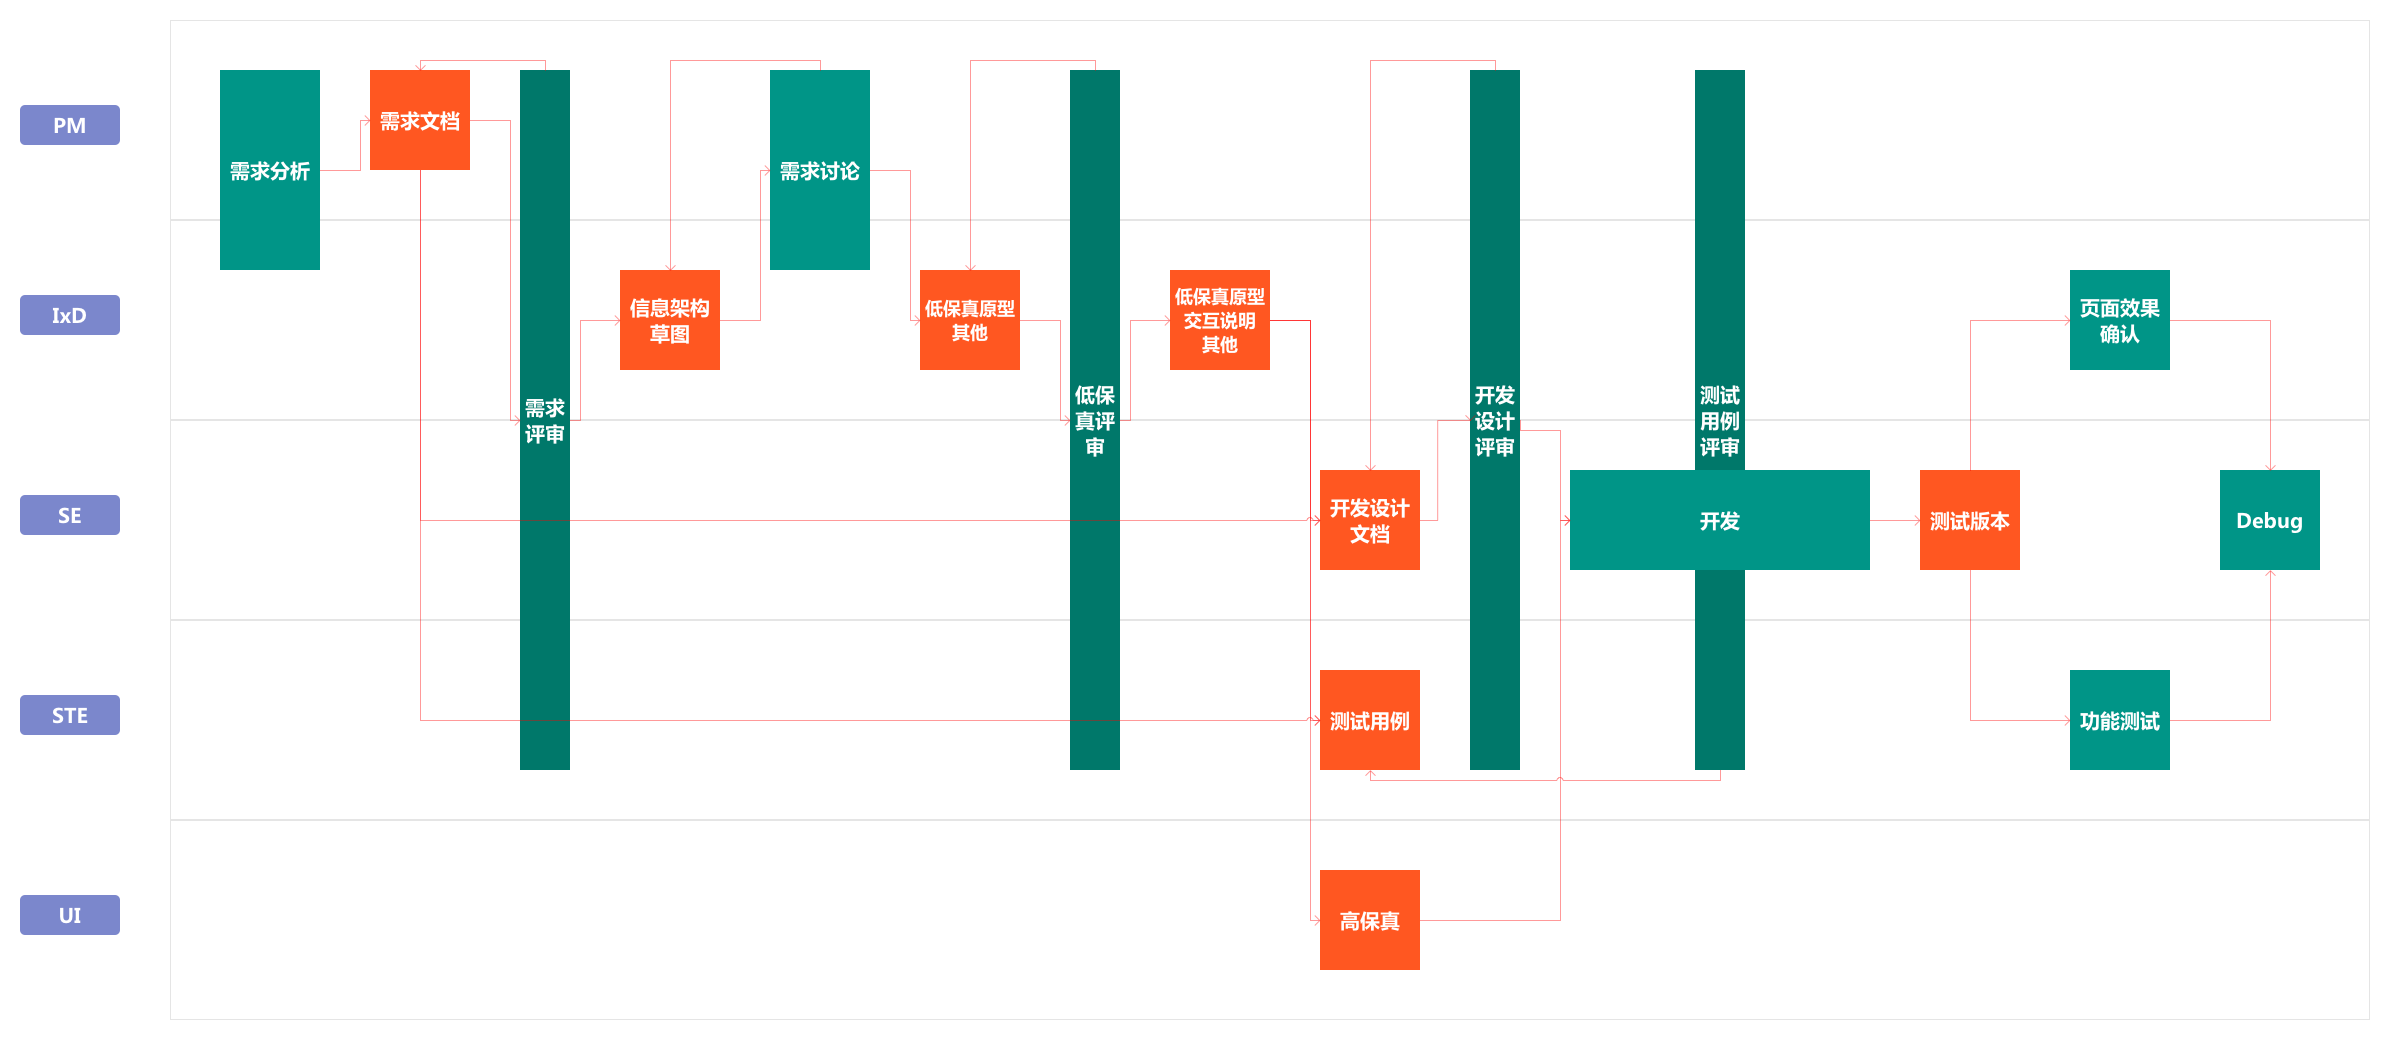 PM
需求分析
需求文档
需求
评审
需求讨论
IxD
信息架构
草图
低保真原型
其他
低保
真评
审
低保真原型
交互说明
其他
开发
设计
评审
测试
用例
评审
页面效果
确认
SE
开发设计
文档
开发
测试版本
Debug
STE
测试用例
功能测试
UI
高保真